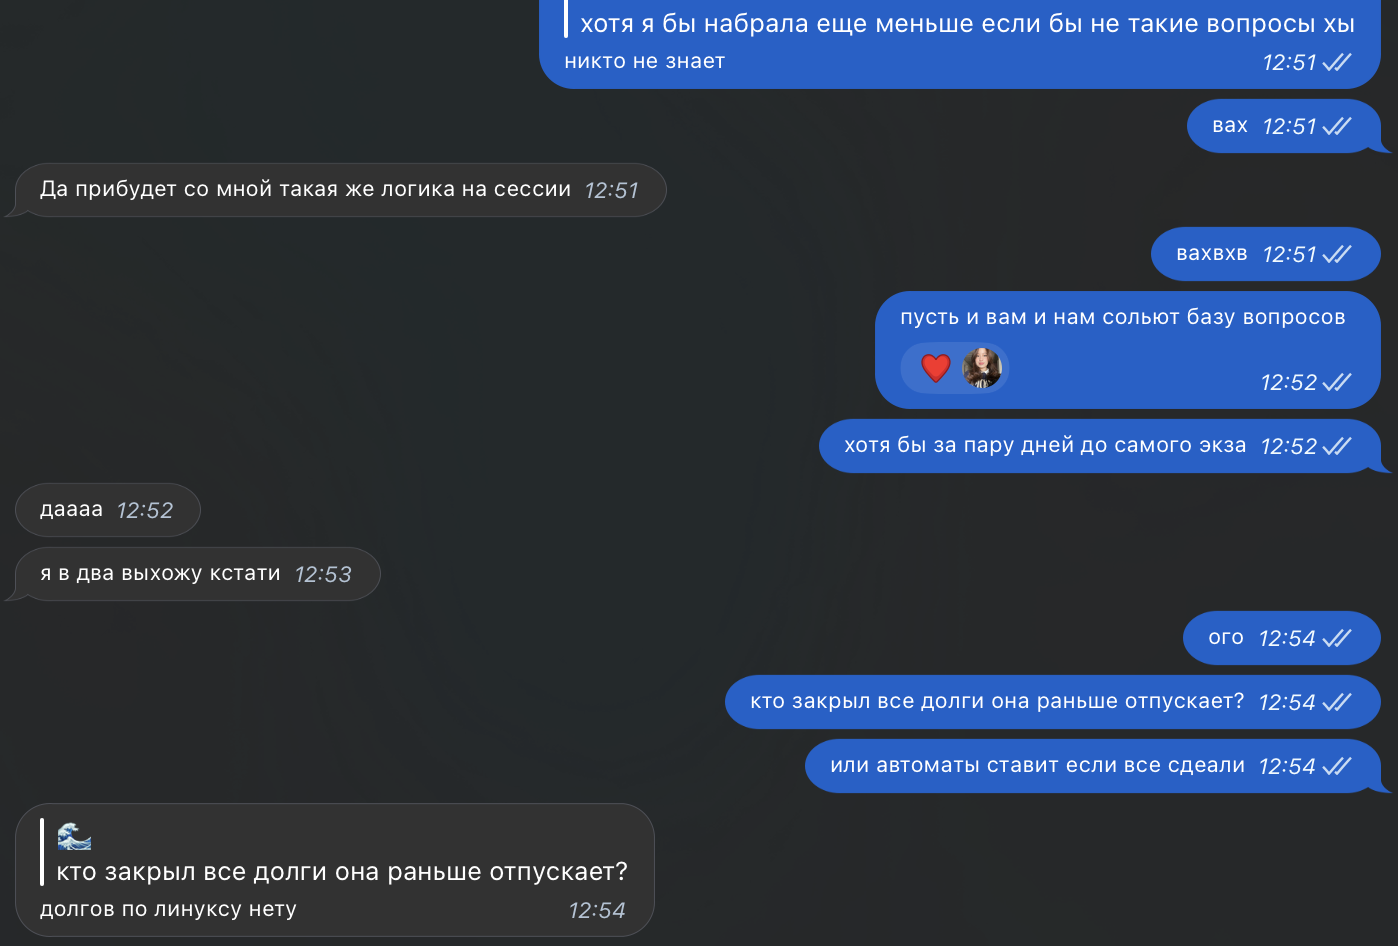 хотя я бы набрала еще меньше если бы не такие вопросы хы
никто не знает 12:51
вах 12:51
Да прибудет со мной такая же логика на сессии 12:51
вахвхв 12:51
пусть и вам и нам сольют базу вопросов
12:52
хотя бы за пару дней до самого экза 12:52
даааа 12:52
я в два выхожу кстати 12:53
ого 12:54
кто закрыл все долги она раньше отпускает? 12:54
или автоматы ставит если все сдеали 12:54
кто закрыл все долги она раньше отпускает?
долгов по линуксу нету 12:54